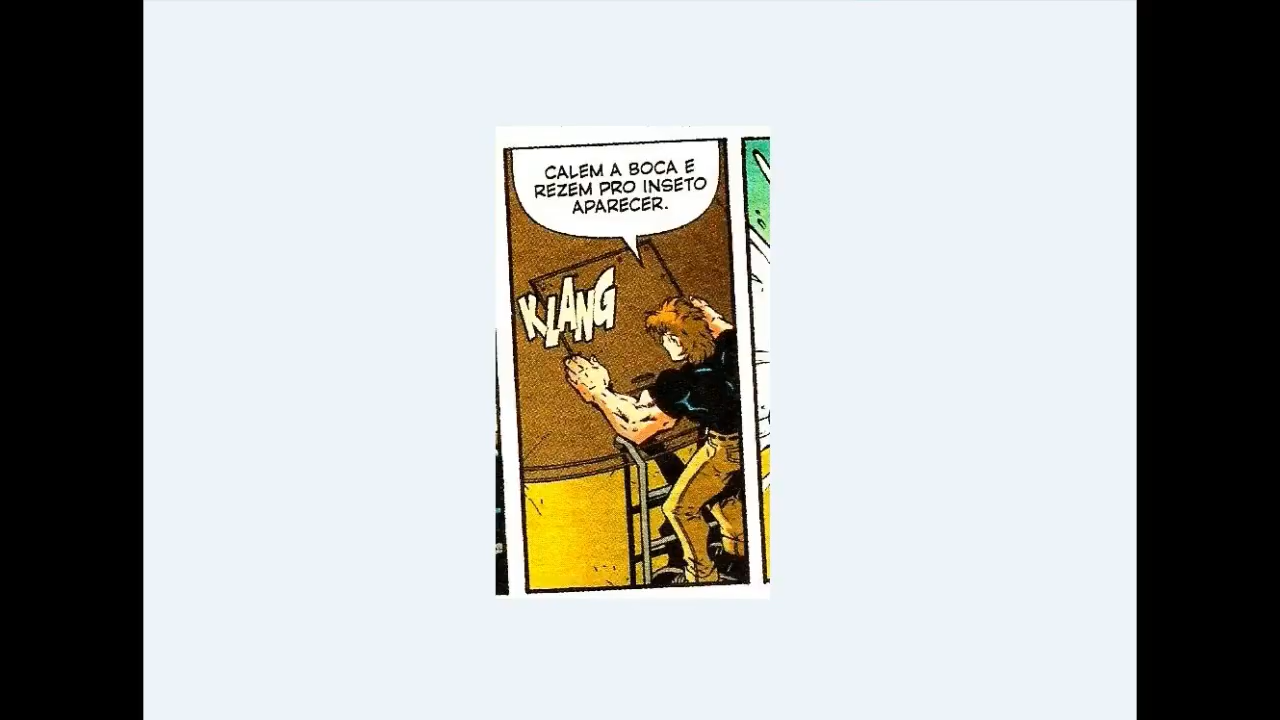 CALEM A BOCA E
REZEM PRO INSETO
APARECER.
KLANG